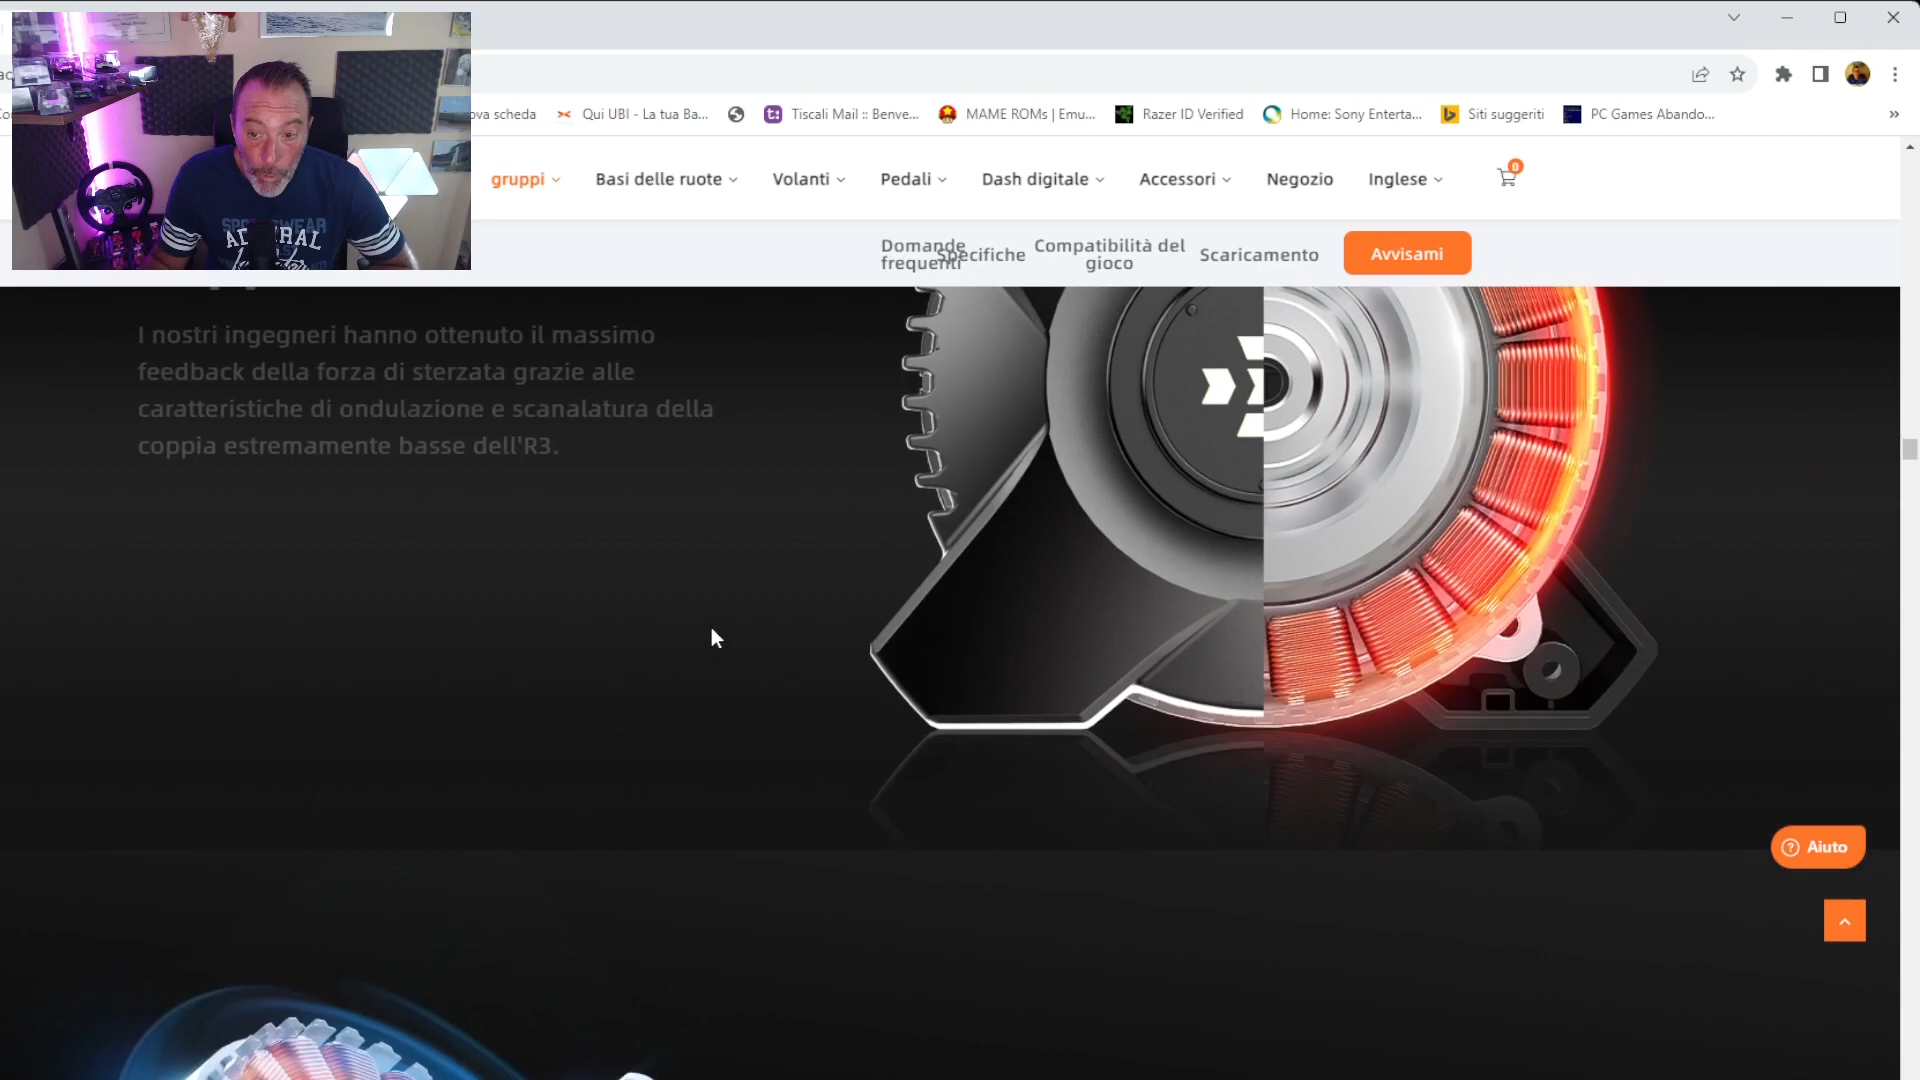 ova scheda
Qui UBI - La tua Ba...
Tiscali Mail :: Benve...
MAME ROMs | Emu...
Razer ID Verified
Home: Sony Enterta...
Siti suggeriti
PC Games Abando...
»
gruppi
Basi delle ruote
Volanti
Pedali
Dash digitale
Accessori
Negozio
Inglese
0
Domande
frequenti
Specifiche
Compatibilità del
gioco
Scaricamento
Avvisami
I nostri ingegneri hanno ottenuto il massimo
feedback della forza di sterzata grazie alle
caratteristiche di ondulazione e scanalatura della
coppia estremamente basse dell'R3.
Aiuto